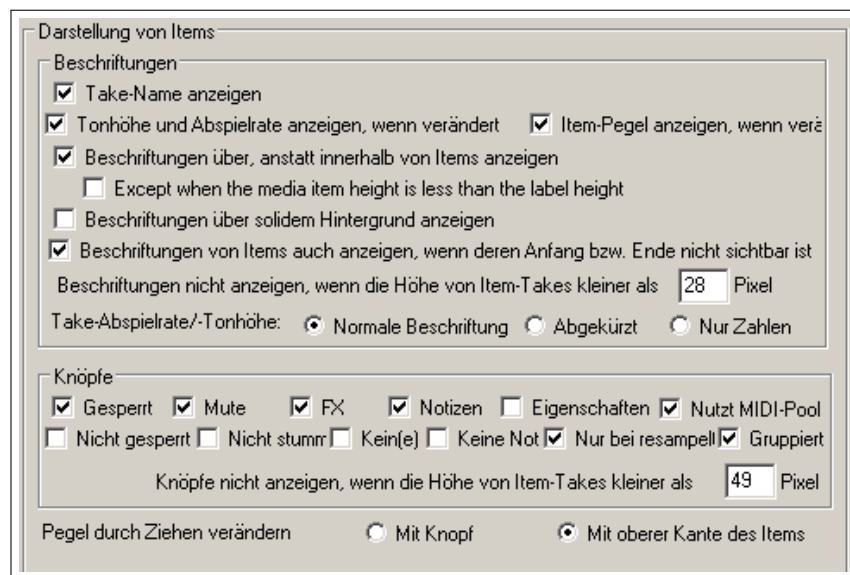 Darstellung von Items
Beschriftungen
Take-Name anzeigen
Tonhöhe und Abspielrate anzeigen, wenn verändert Item-Pegel anzeigen, wenn verä
Beschriftungen über, anstatt innerhalb von Items anzeigen
Except when the media item height is less than the label height
Beschriftungen über solidem Hintergrund anzeigen
Beschriftungen von Items auch anzeigen, wenn deren Anfang bzw. Ende nicht sichtbar ist
Beschriftungen nicht anzeigen, wenn die Höhe von Item-Takes kleiner als 28 Pixel
Take-Abspielrate/-Tonhöhe: Normale Beschriftung Abgekürzt Nur Zahlen
Knöpfe
Gesperrt Mute FX Notizen Eigenschaften Nutzt MIDI-Pool
Nicht gesperrt Nicht stumm Kein(e) Keine Not Nur bei resampelt Gruppiert
Knöpfe nicht anzeigen, wenn die Höhe von Item-Takes kleiner als 49 Pixel
Pegel durch Ziehen verändern Mit Knopf Mit oberer Kante des Items